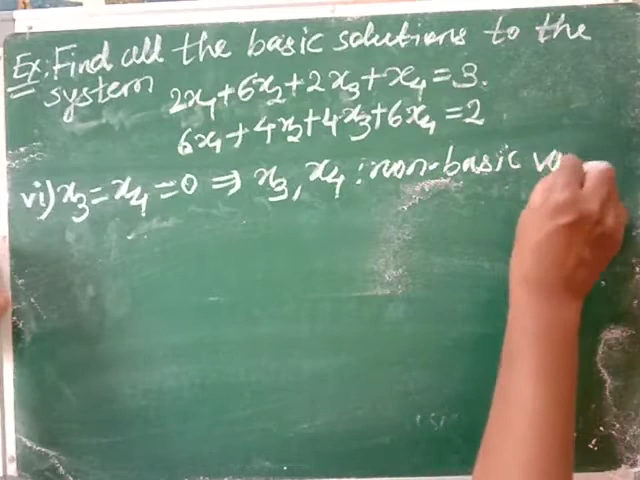 Ex: Find all the basic solutions to the
system
2x₁+6x₂+2x₃+x₄=3.
6x₁+4x₂+4x₃+6x₄=2
vi) x₃=x₄=0 ⇒ x₃, x₄ : non-basic